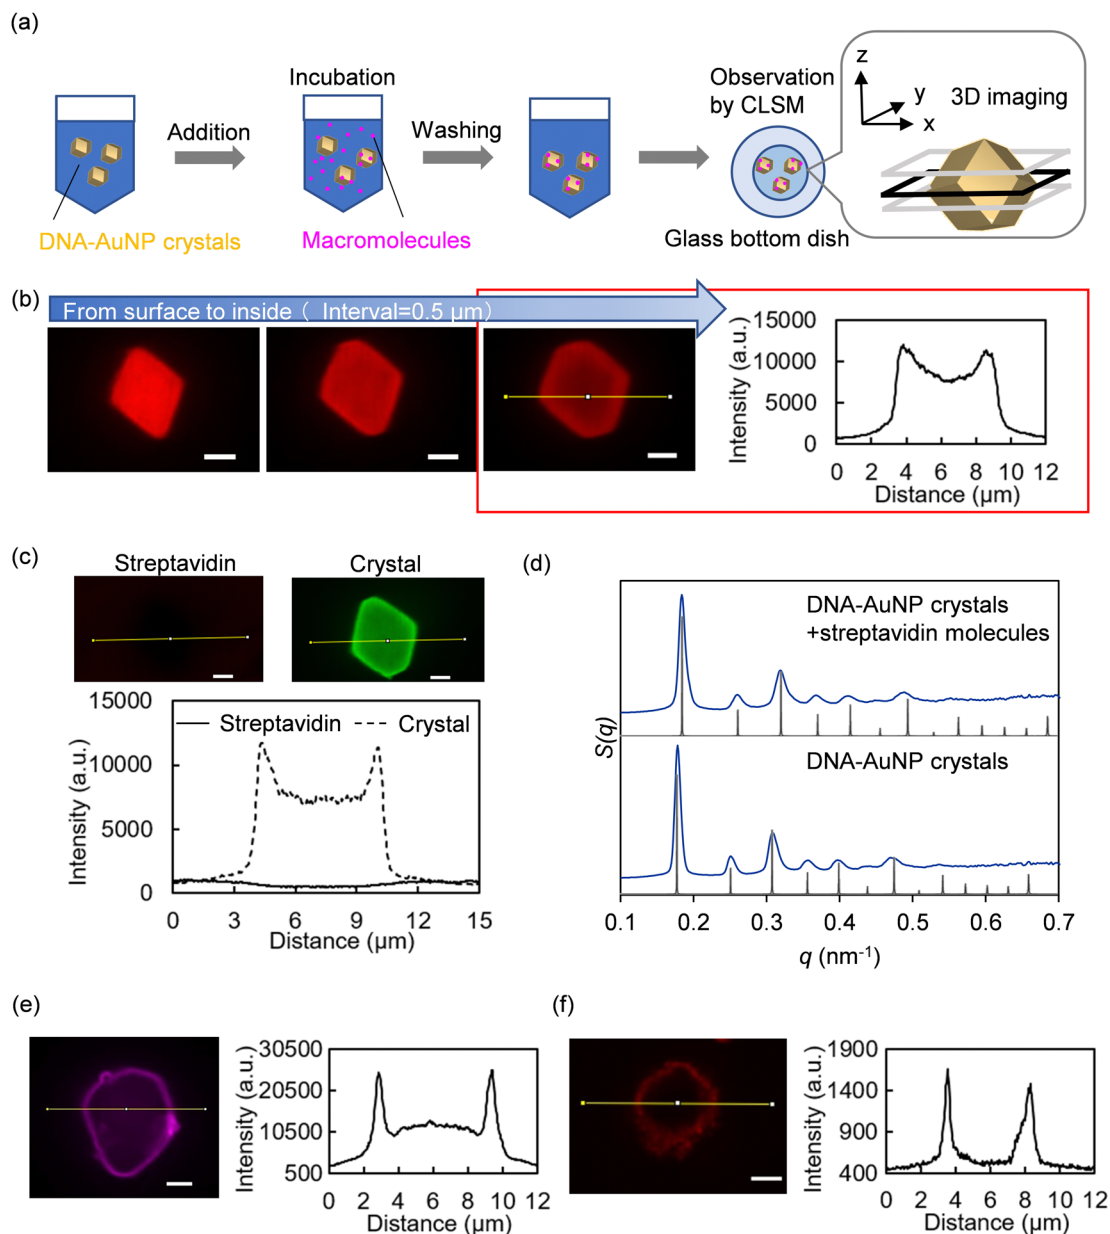 (a)
Incubation
Addition
Washing
Observation
by CLSM
z
y
x
3D imaging
DNA-AuNP crystals
Macromolecules
Glass bottom dish
(b)
From surface to inside ( Interval=0.5 μm)
Intensity (a.u.)
15000
10000
5000
0
0 2 4 6 8 10 12
Distance (μm)
(c)
Streptavidin
Crystal
Intensity (a.u.)
15000
10000
5000
0
Streptavidin
Crystal
0 3 6 9 12 15
Distance (μm)
(d)
S(q)
DNA-AuNP crystals
+streptavidin molecules
DNA-AuNP crystals
0.1 0.2 0.3 0.4 0.5 0.6 0.7
q (nm⁻¹)
(e)
Intensity (a.u.)
30500
20500
10500
500
0 2 4 6 8 10 12
Distance (μm)
(f)
Intensity (a.u.)
1900
1400
900
400
0 2 4 6 8 10 12
Distance (μm)